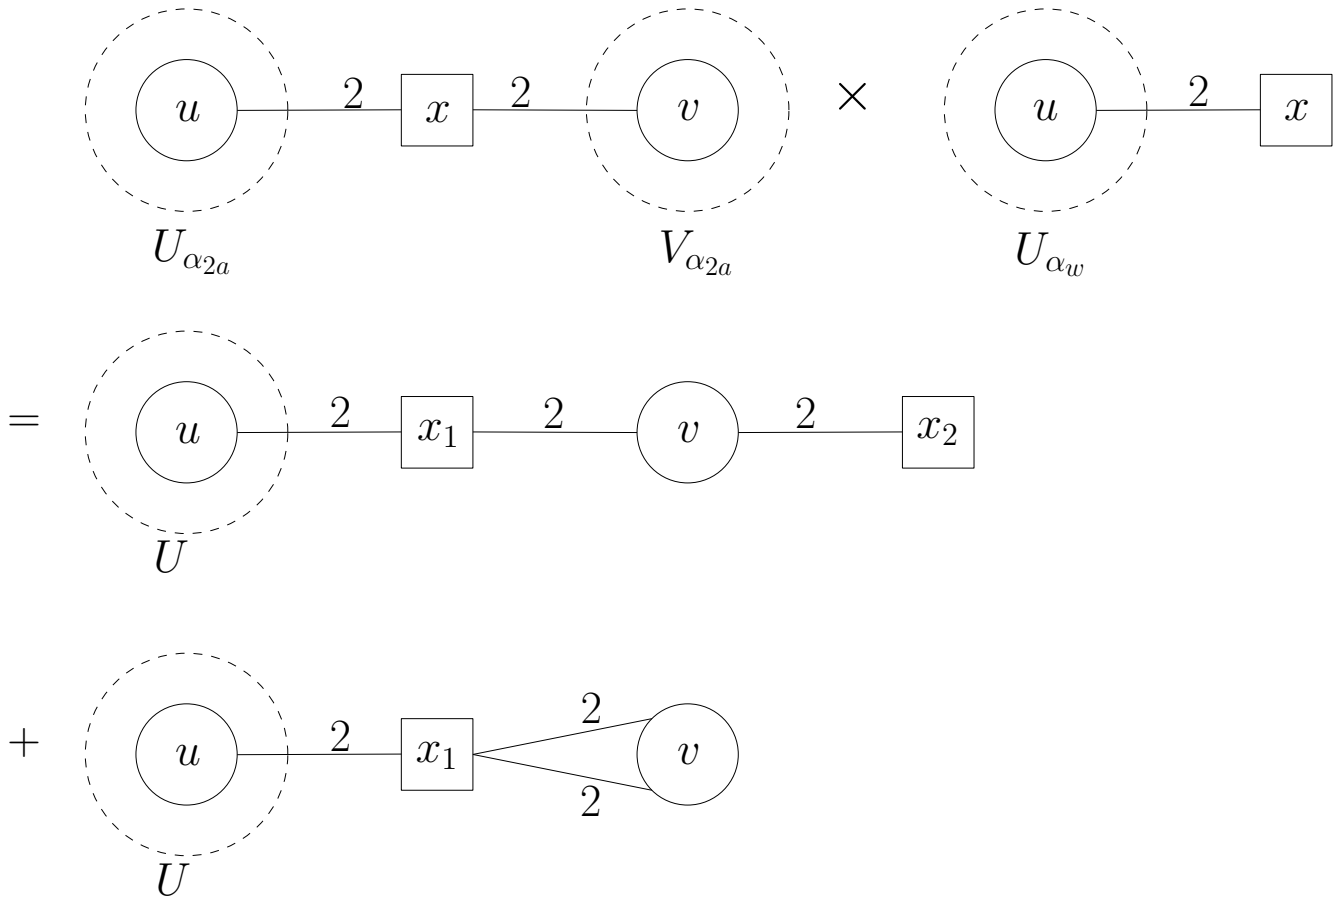 u 2 x 2 v × u 2 x
U_{α_{2a}} V_{α_{2a}} U_{α_w}
= u 2 x_1 2 v 2 x_2
U
+ u 2 x_1 2 2 v
U